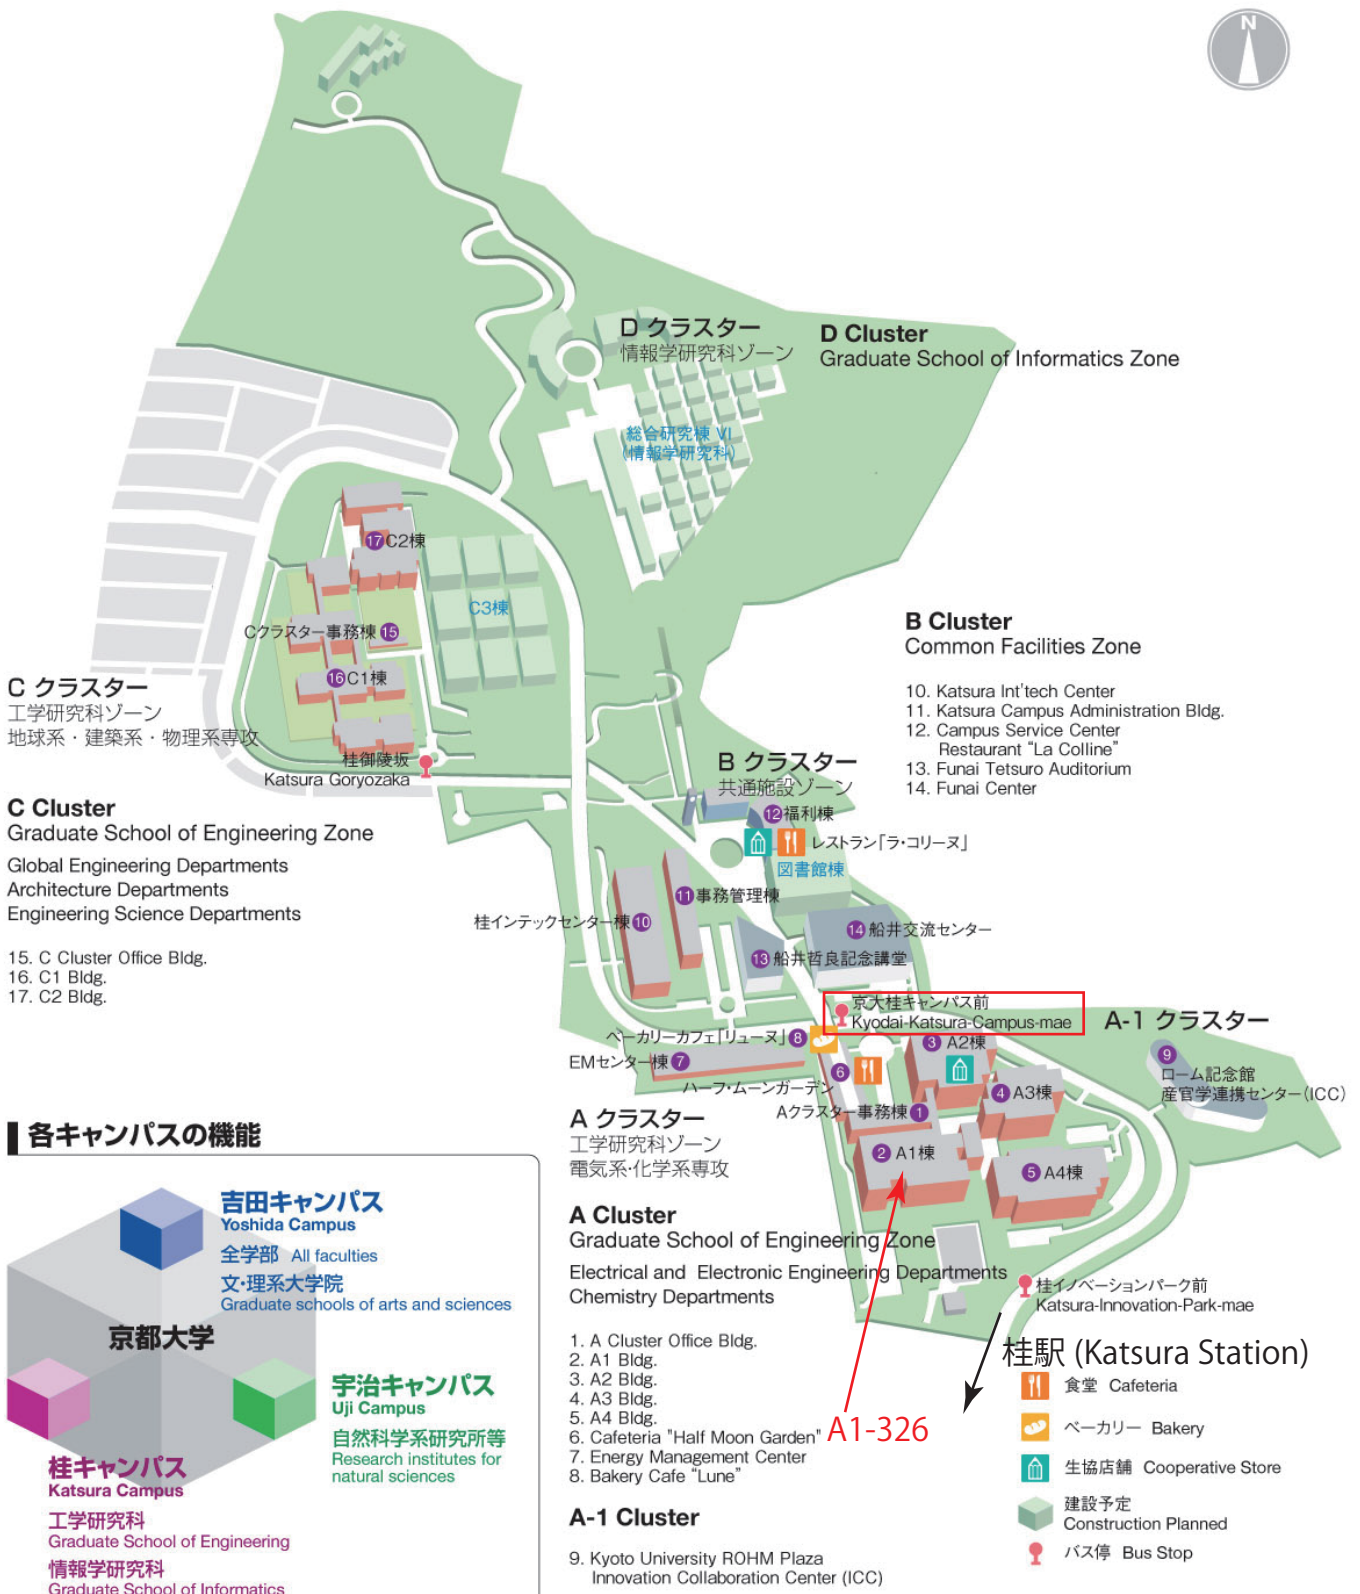 N
D クラスター
情報学研究科ゾーン
D Cluster
Graduate School of Informatics Zone
総合研究棟 VI
(情報学研究科)
17 C2棟
C3棟
Cクラスター事務棟 15
16 C1棟
C クラスター
工学研究科ゾーン
地球系・建築系・物理系専攻
桂御陵坂
Katsura Goryozaka
C Cluster
Graduate School of Engineering Zone
Global Engineering Departments
Architecture Departments
Engineering Science Departments
15. C Cluster Office Bldg.
16. C1 Bldg.
17. C2 Bldg.
B Cluster
Common Facilities Zone
10. Katsura Int'tech Center
11. Katsura Campus Administration Bldg.
12. Campus Service Center
Restaurant “La Colline”
13. Funai Tetsuro Auditorium
14. Funai Center
B クラスター
共通施設ゾーン
12 福利棟
レストラン「ラ・コリーヌ」
図書館棟
11 事務管理棟
桂インテックセンター棟 10
14 船井交流センター
13 船井哲良記念講堂
京大桂キャンパス前
Kyodai-Katsura-Campus-mae
A-1 クラスター
ベーカリーカフェ「リューヌ」 8
3 A2棟
9
ローム記念館
産官学連携センター(ICC)
EMセンター棟 7
6
ハーフ・ムーンガーデン
4 A3棟
Aクラスター事務棟 1
2 A1棟
5 A4棟
A クラスター
工学研究科ゾーン
電気系・化学系専攻
A Cluster
Graduate School of Engineering Zone
Electrical and Electronic Engineering Departments
Chemistry Departments
1. A Cluster Office Bldg.
2. A1 Bldg.
3. A2 Bldg.
4. A3 Bldg.
5. A4 Bldg.
6. Cafeteria "Half Moon Garden"
7. Energy Management Center
8. Bakery Cafe “Lune”
A1-326
A-1 Cluster
9. Kyoto University ROHM Plaza
Innovation Collaboration Center (ICC)
桂イノベーションパーク前
Katsura-Innovation-Park-mae
桂駅 (Katsura Station)
食堂 Cafeteria
ベーカリー Bakery
生協店舗 Cooperative Store
建設予定
Construction Planned
バス停 Bus Stop
各キャンパスの機能
吉田キャンパス
Yoshida Campus
全学部 All faculties
文・理系大学院
Graduate schools of arts and sciences
京都大学
宇治キャンパス
Uji Campus
自然科学系研究所等
Research institutes for
natural sciences
桂キャンパス
Katsura Campus
工学研究科
Graduate School of Engineering
情報学研究科
Graduate School of Informatics